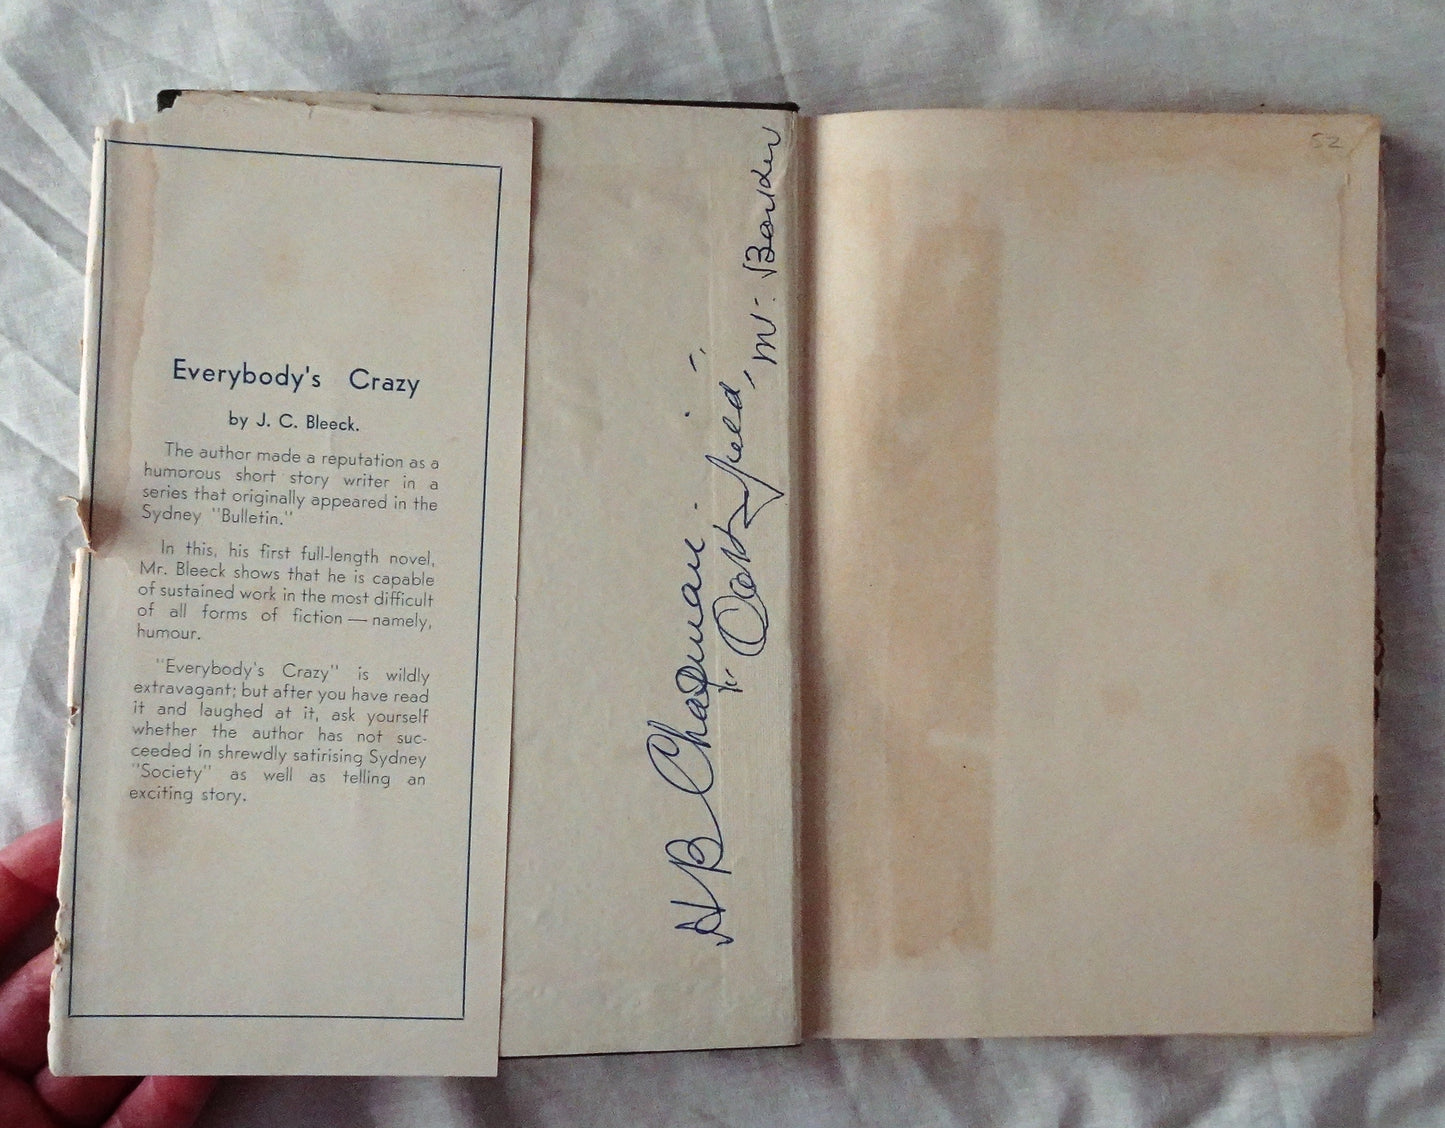 Everybody's Crazy
by J. C. Bleeck.
The author made a reputation as a
humorous short story writer in a
series that originally appeared in the
Sydney "Bulletin."
In this, his first full-length novel,
Mr. Bleeck shows that he is capable
of sustained work in the most difficult
of all forms of fiction — namely,
humour.
"Everybody's Crazy" is wildly
extravagant; but after you have read
it and laughed at it, ask yourself
whether the author has not suc-
ceeded in shrewdly satirising Sydney
"Society" as well as telling an
exciting story.
HB Chapman.
52